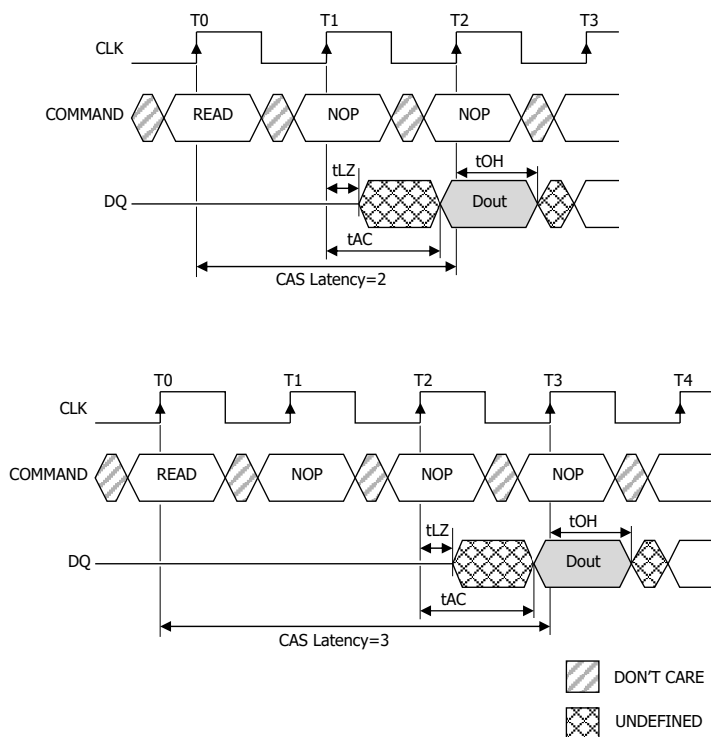 T0 T1 T2 T3
CLK
COMMAND READ NOP NOP
tLZ tOH
DQ Dout
tAC
CAS Latency=2
T0 T1 T2 T3 T4
CLK
COMMAND READ NOP NOP NOP
tLZ tOH
DQ Dout
tAC
CAS Latency=3
DON'T CARE
UNDEFINED